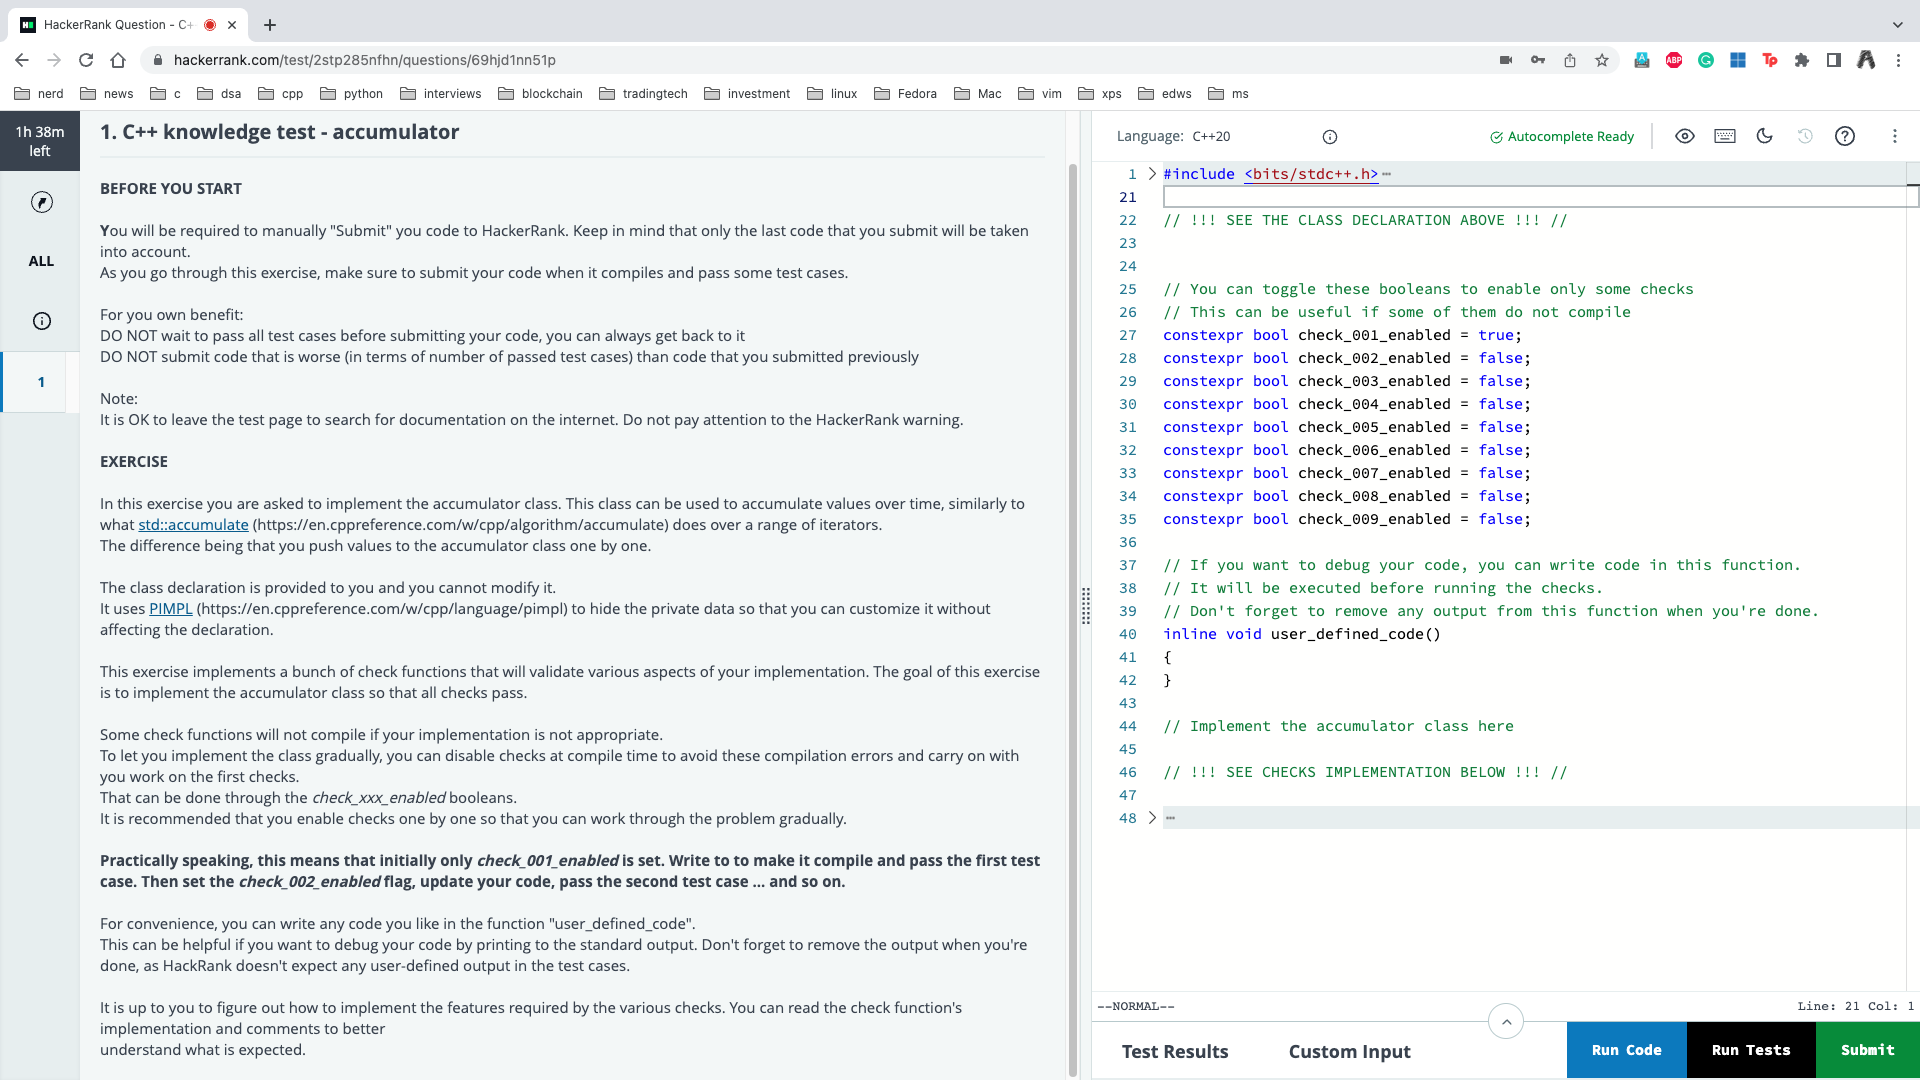 HackerRank Question - C+
hackerrank.com/test/2stp285nfhn/questions/69hjd1nn51p
nerd news c dsa cpp python interviews blockchain tradingtech investment linux Fedora Mac vim xps edws ms
1h 38m
left
ALL
1
1. C++ knowledge test - accumulator
BEFORE YOU START
You will be required to manually "Submit" you code to HackerRank. Keep in mind that only the last code that you submit will be taken
into account.
As you go through this exercise, make sure to submit your code when it compiles and pass some test cases.
For you own benefit:
DO NOT wait to pass all test cases before submitting your code, you can always get back to it
DO NOT submit code that is worse (in terms of number of passed test cases) than code that you submitted previously
Note:
It is OK to leave the test page to search for documentation on the internet. Do not pay attention to the HackerRank warning.
EXERCISE
In this exercise you are asked to implement the accumulator class. This class can be used to accumulate values over time, similarly to
what std::accumulate (https://en.cppreference.com/w/cpp/algorithm/accumulate) does over a range of iterators.
The difference being that you push values to the accumulator class one by one.
The class declaration is provided to you and you cannot modify it.
It uses PIMPL (https://en.cppreference.com/w/cpp/language/pimpl) to hide the private data so that you can customize it without
affecting the declaration.
This exercise implements a bunch of check functions that will validate various aspects of your implementation. The goal of this exercise
is to implement the accumulator class so that all checks pass.
Some check functions will not compile if your implementation is not appropriate.
To let you implement the class gradually, you can disable checks at compile time to avoid these compilation errors and carry on with
you work on the first checks.
That can be done through the check_xxx_enabled booleans.
It is recommended that you enable checks one by one so that you can work through the problem gradually.
Practically speaking, this means that initially only check_001_enabled is set. Write to to make it compile and pass the first test
case. Then set the check_002_enabled flag, update your code, pass the second test case ... and so on.
For convenience, you can write any code you like in the function "user_defined_code".
This can be helpful if you want to debug your code by printing to the standard output. Don't forget to remove the output when you're
done, as HackRank doesn't expect any user-defined output in the test cases.
It is up to you to figure out how to implement the features required by the various checks. You can read the check function's
implementation and comments to better
understand what is expected.
Language: C++20
Autocomplete Ready
1 #include <bits/stdc++.h>
21
22 // !!! SEE THE CLASS DECLARATION ABOVE !!! //
23
24
25 // You can toggle these booleans to enable only some checks
26 // This can be useful if some of them do not compile
27 constexpr bool check_001_enabled = true;
28 constexpr bool check_002_enabled = false;
29 constexpr bool check_003_enabled = false;
30 constexpr bool check_004_enabled = false;
31 constexpr bool check_005_enabled = false;
32 constexpr bool check_006_enabled = false;
33 constexpr bool check_007_enabled = false;
34 constexpr bool check_008_enabled = false;
35 constexpr bool check_009_enabled = false;
36
37 // If you want to debug your code, you can write code in this function.
38 // It will be executed before running the checks.
39 // Don't forget to remove any output from this function when you're done.
40 inline void user_defined_code()
41 {
42 }
43
44 // Implement the accumulator class here
45
46 // !!! SEE CHECKS IMPLEMENTATION BELOW !!! //
47
48
--NORMAL--
Line: 21 Col: 1
Test Results
Custom Input
Run Code
Run Tests
Submit